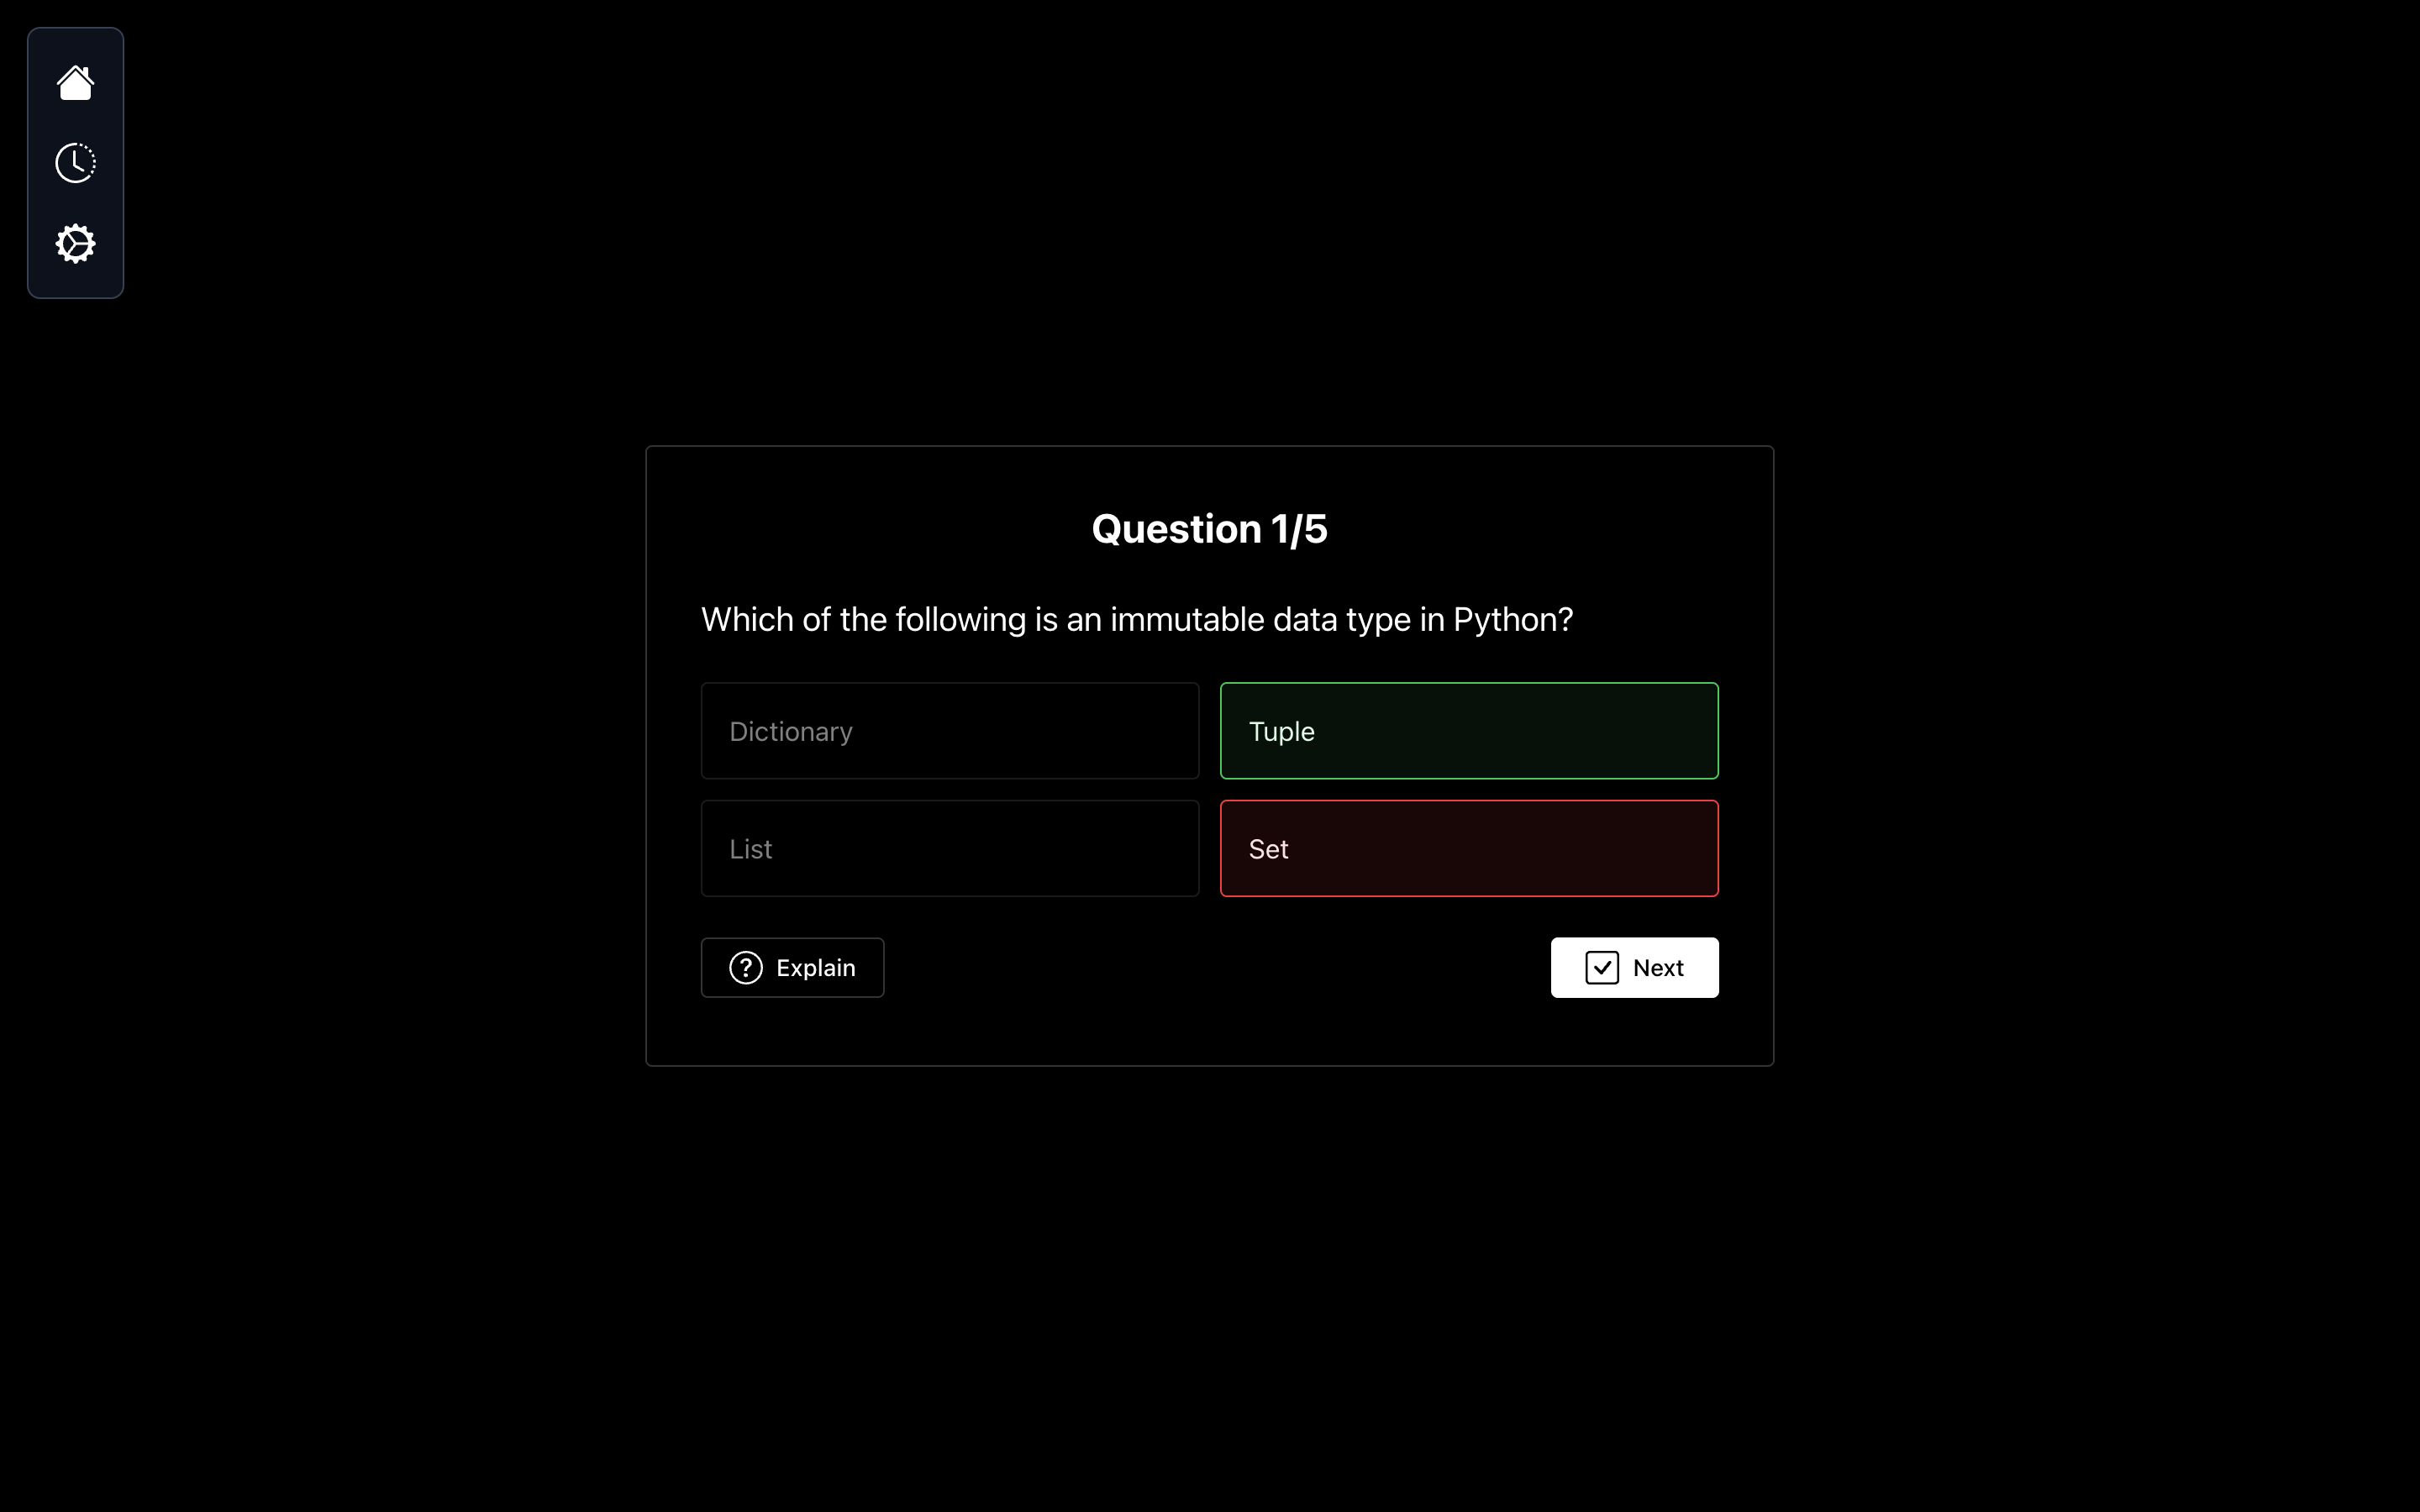 Question 1/5
Which of the following is an immutable data type in Python?
Dictionary
Tuple
List
Set
Explain
Next